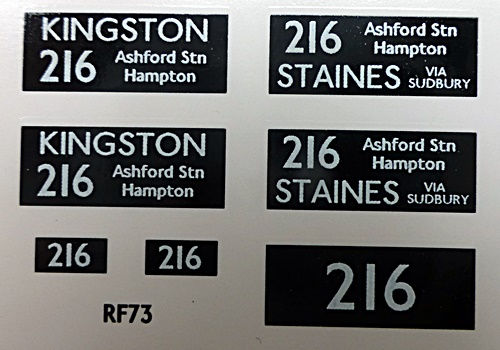 KINGSTON
216 Ashford Stn
Hampton
216 Ashford Stn
Hampton
STAINES VIA
SUDBURY
KINGSTON
216 Ashford Stn
Hampton
216 Ashford Stn
Hampton
STAINES VIA
SUDBURY
216
216
216
RF73